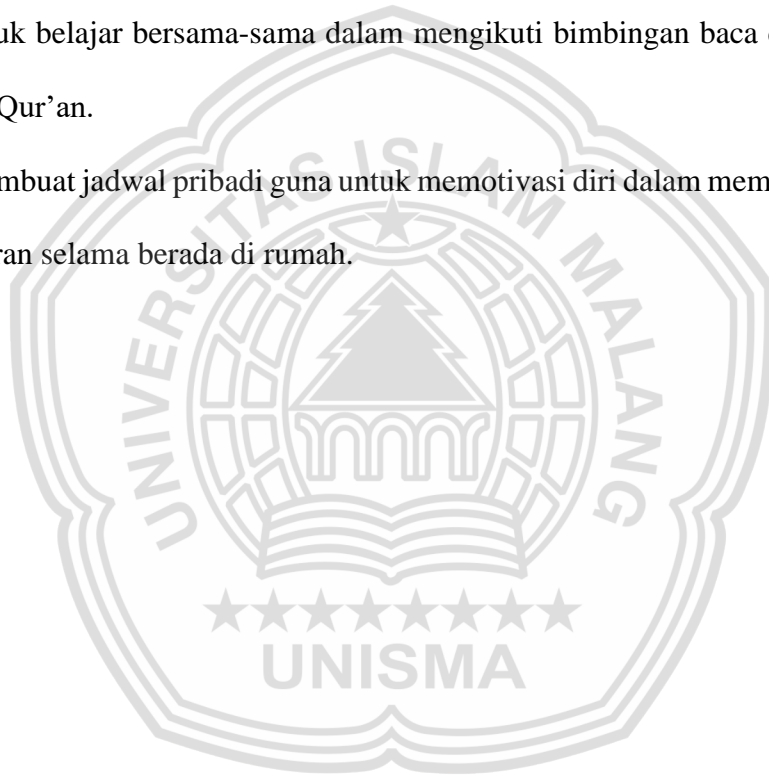 uk belajar bersama-sama dalam mengikuti bimbingan baca
Qur’an.
mbuat jadwal pribadi guna untuk memotivasi diri dalam mem
ran selama berada di rumah.
UNIVERSITAS ISLAM MALANG
UNISMA